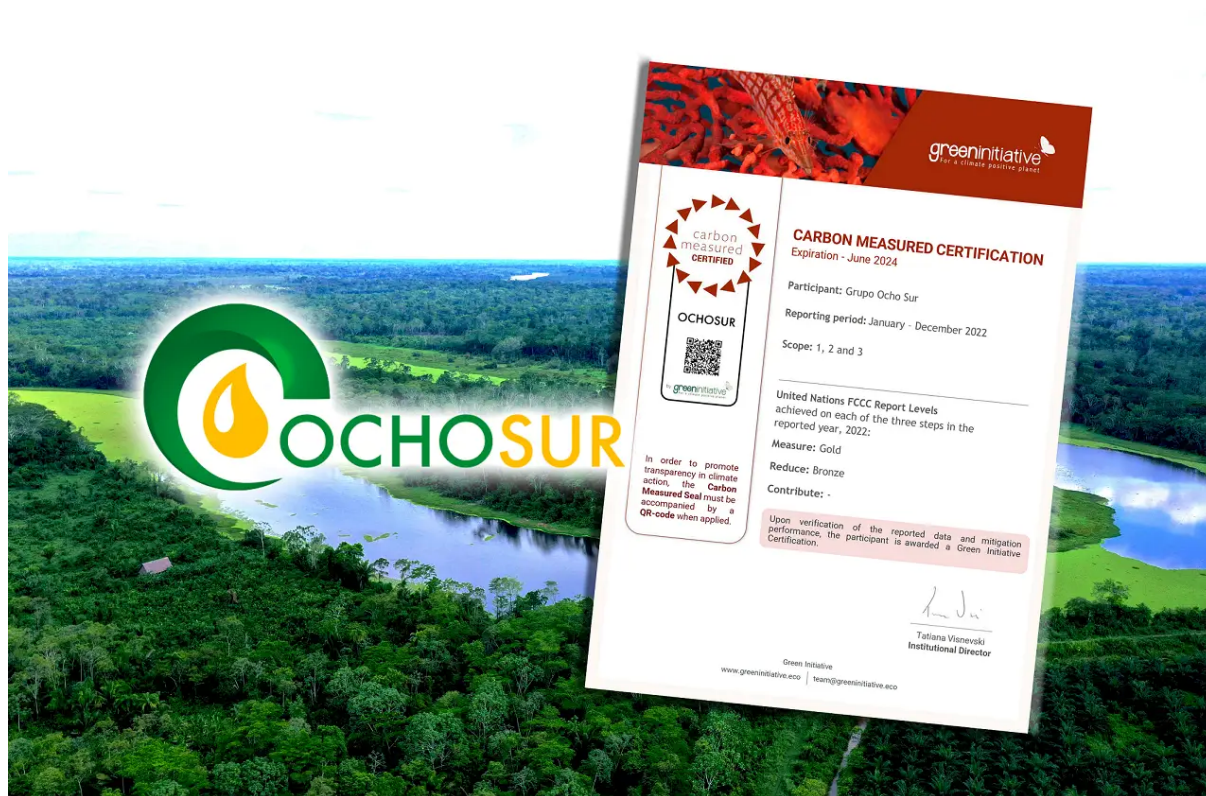 OCHOSUR
greeninitiative
For a climate positive planet
carbon
measured
CERTIFIED
OCHOSUR
by greeninitiative
In order to promote
transparency in climate
action, the Carbon
Measured Seal must be
accompanied by a
QR-code when applied.
CARBON MEASURED CERTIFICATION
Expiration - June 2024
Participant: Grupo Ocho Sur
Reporting period: January - December 2022
Scope: 1, 2 and 3
United Nations FCCC Report Levels
achieved on each of the three steps in the
reported year, 2022:
Measure: Gold
Reduce: Bronze
Contribute: -
Upon verification of the reported data and mitigation
performance, the participant is awarded a Green Initiative
Certification.
Tatiana Visnevski
Institutional Director
Green Initiative
www.greeninitiative.eco | team@greeninitiative.eco